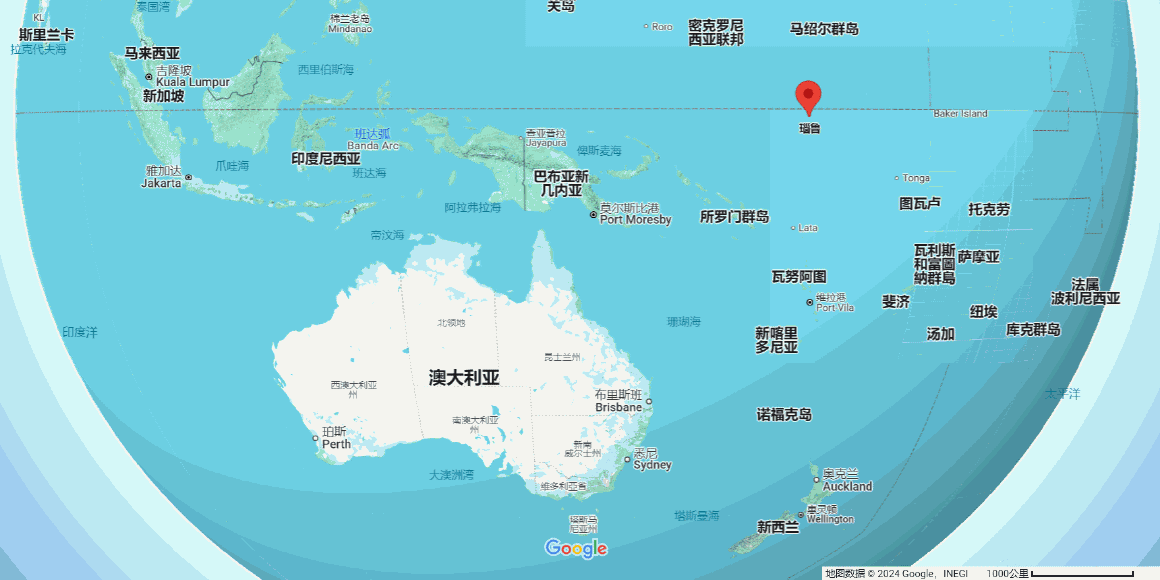 泰国湾
关岛
KL
斯里兰卡
拉克代夫海
棉兰老岛
Mindanao
Roro
密克罗尼
西亚联邦
马绍尔群岛
马来西亚
吉隆坡
Kuala Lumpur
新加坡
西里伯斯海
瑙鲁
Baker Island
班达弧
Banda Arc
印度尼西亚
班达海
查亚普拉
Jayapura
俾斯麦海
雅加达
Jakarta
爪哇海
巴布亚新
几内亚
阿拉弗拉海
莫尔斯比港
Port Moresby
所罗门群岛
Tonga
图瓦卢
托克劳
Lata
帝汶海
瓦利斯
和富圖
納群島
萨摩亚
瓦努阿图
维拉港
Port Vila
斐济
纽埃
法属
波利尼西亚
汤加
库克群岛
印度洋
北领地
珊瑚海
新喀里
多尼亚
昆士兰州
澳大利亚
西澳大利亚
州
布里斯班
Brisbane
太平洋
诺福克岛
南澳大利亚
州
珀斯
Perth
新南
威尔士州
悉尼
Sydney
大澳洲湾
维多利亚省
奥克兰
Auckland
塔斯曼海
惠灵顿
Wellington
新西兰
塔斯马
尼亚州
Google
地图数据 © 2024 Google, INEGI 1000公里